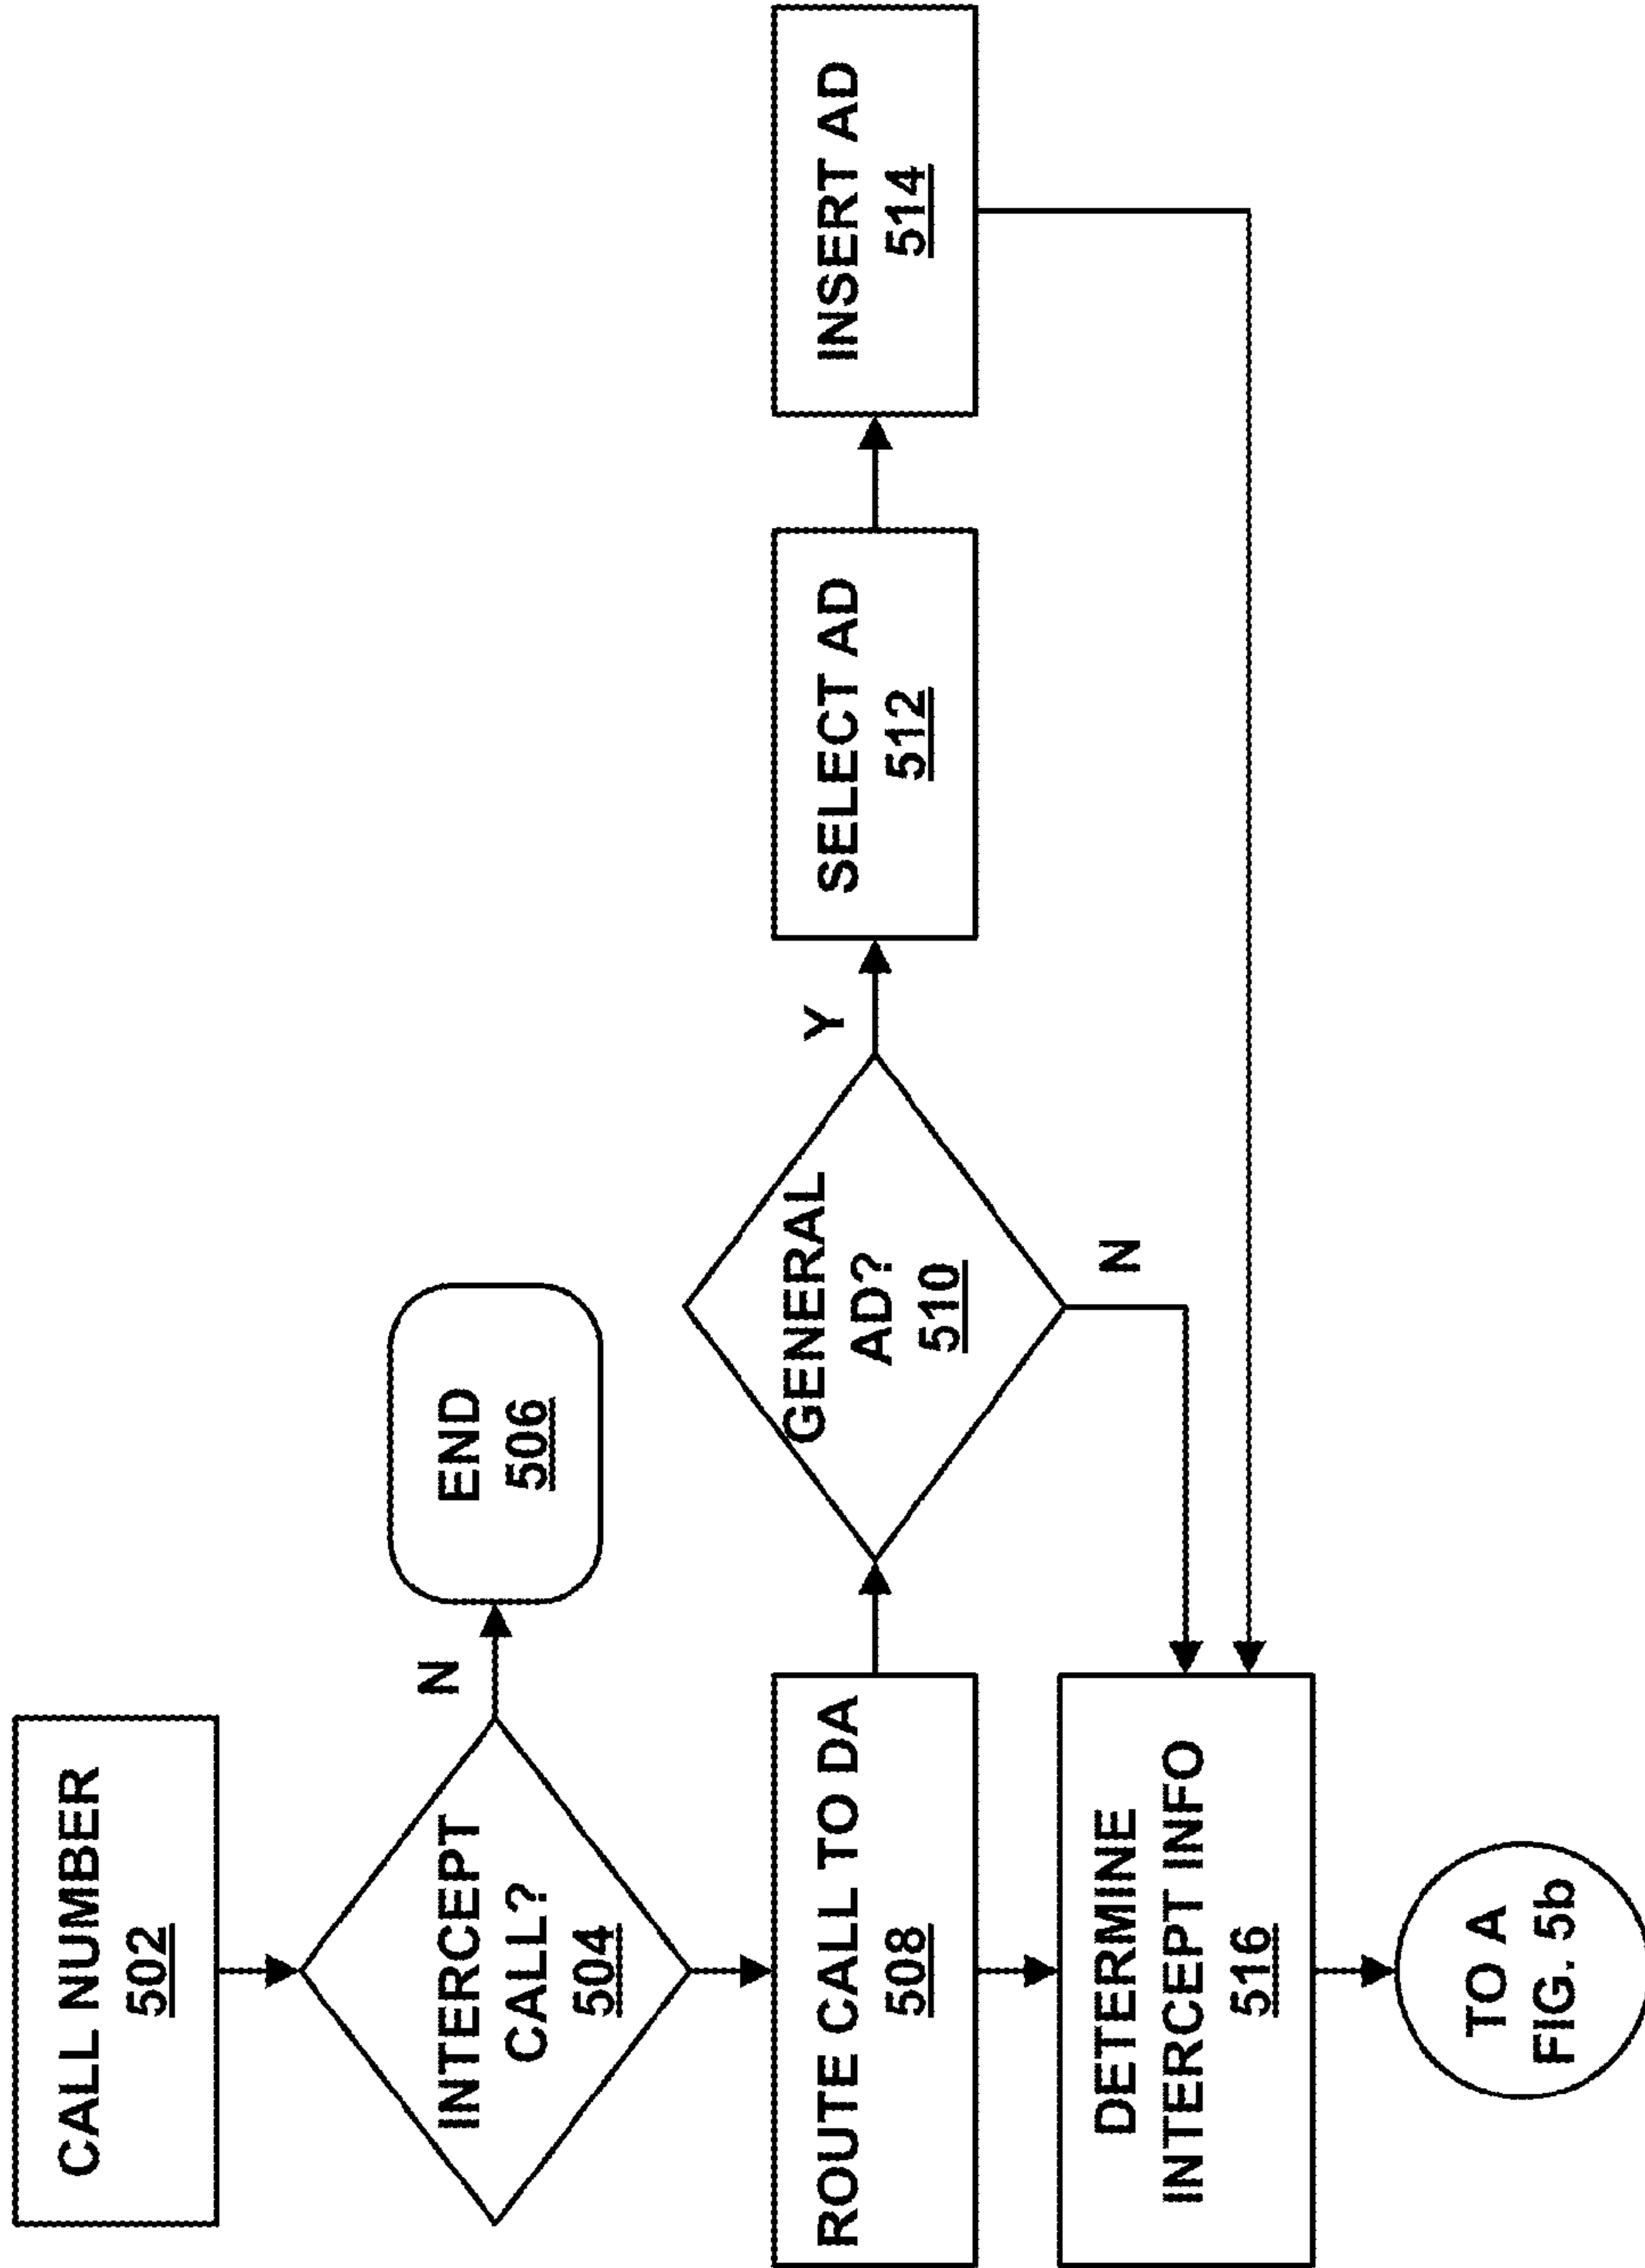 CALL NUMBER
502
INTERCEPT
CALL?
504
N
END
506
ROUTE CALL TO DA
508
GENERAL
AD?
510
Y
N
SELECT AD
512
INSERT AD
514
DETERMINE
INTERCEPT INFO
516
TO A
FIG. 5b